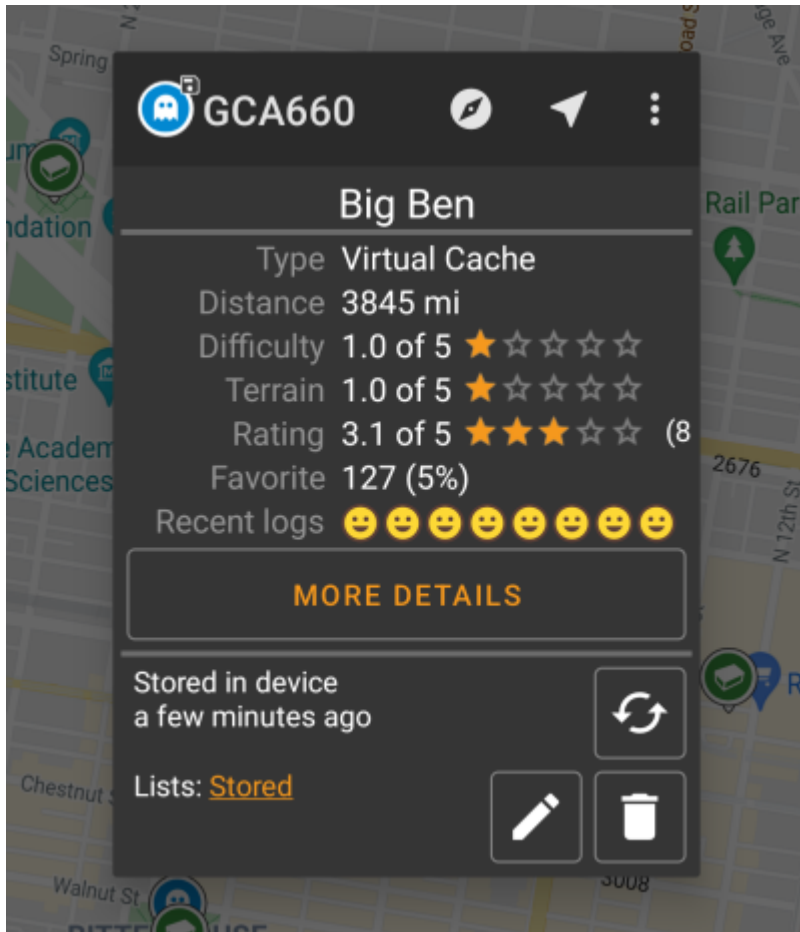 N 2
Spring
GCA660
Big Ben
Rail Par
ndation
Type Virtual Cache
Distance 3845 mi
Difficulty 1.0 of 5
Terrain 1.0 of 5
stitute
Rating 3.1 of 5 (8
Academ
Sciences
2676
Favorite 127 (5%)
Recent logs
N 12th St
MORE DETAILS
Stored in device
a few minutes ago
Chestnut S
Lists: Stored
Walnut St
3008